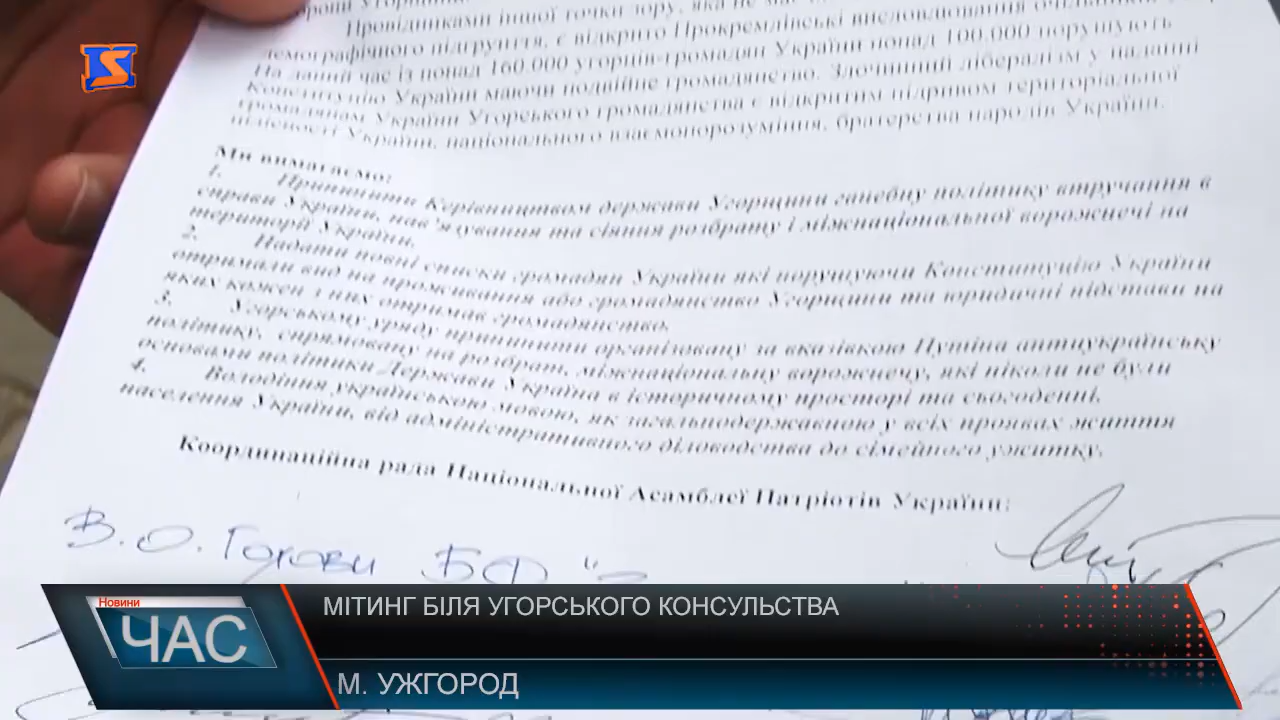 Провідниками іншої точки зору, яка не має
демографічного підґрунтя, є відкрито Прокремлівські висловлювання
На даний час із понад 160.000 угорців-громадян України понад 100.000 порушують
Конституцію України маючи подвійне громадянство. Злочинний лібералізм у наданні
громадянам України Угорського громадянства є відкритим підривом територіальної
цілісності України, національного взаємопорозуміння, братерства народів України.
Ми вимагаємо:
1. Припинити Керівництвом держави Угорщини ганебну політику втручання в
справи України, нав'язування та сіяння розбрату і міжнаціональної ворожнечі на
території України.
2. Надати повні списки громадян України які порушуючи Конституцію України
отримали вид на проживання або громадянство Угорщини та юридичні підстави на
яких кожен з них отримав громадянство.
3. Угорському уряду припинити організовану за вказівкою Путіна антиукраїнську
політику, спрямовану на розбрат, міжнаціональну ворожнечу, які ніколи не були
основами політики Держави Україна в історичному просторі та сьогоденні.
4. Володіння українською мовою, як загальнодержавною у всіх проявах життя
населення України, від адміністративного діловодства до сімейного ужитку.
Координаційна рада Національної Асамблеї Патріотів України:
В.О. Голови БФ "
Новини
ЧАС
МІТИНГ БІЛЯ УГОРСЬКОГО КОНСУЛЬСТВА
М. УЖГОРОД